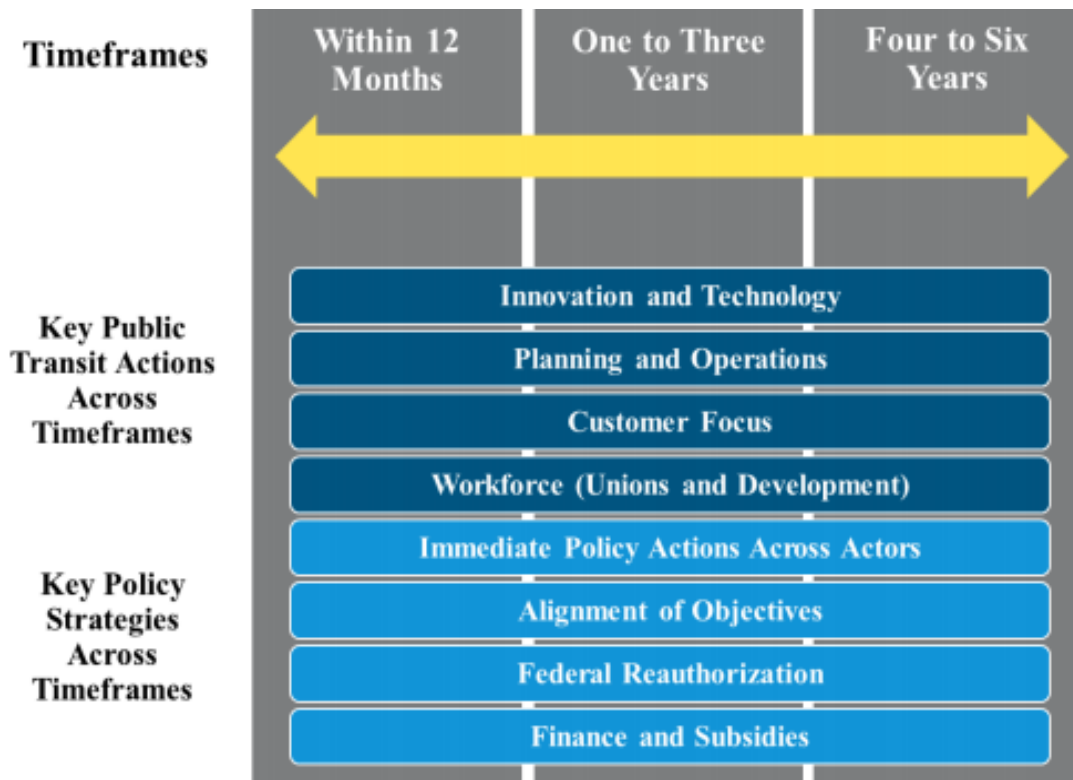 Timeframes
Within 12
Months
One to Three
Years
Four to Six
Years
Key Public
Transit Actions
Across
Timeframes
Innovation and Technology
Planning and Operations
Customer Focus
Workforce (Unions and Development)
Key Policy
Strategies
Across
Timeframes
Immediate Policy Actions Across Actors
Alignment of Objectives
Federal Reauthorization
Finance and Subsidies